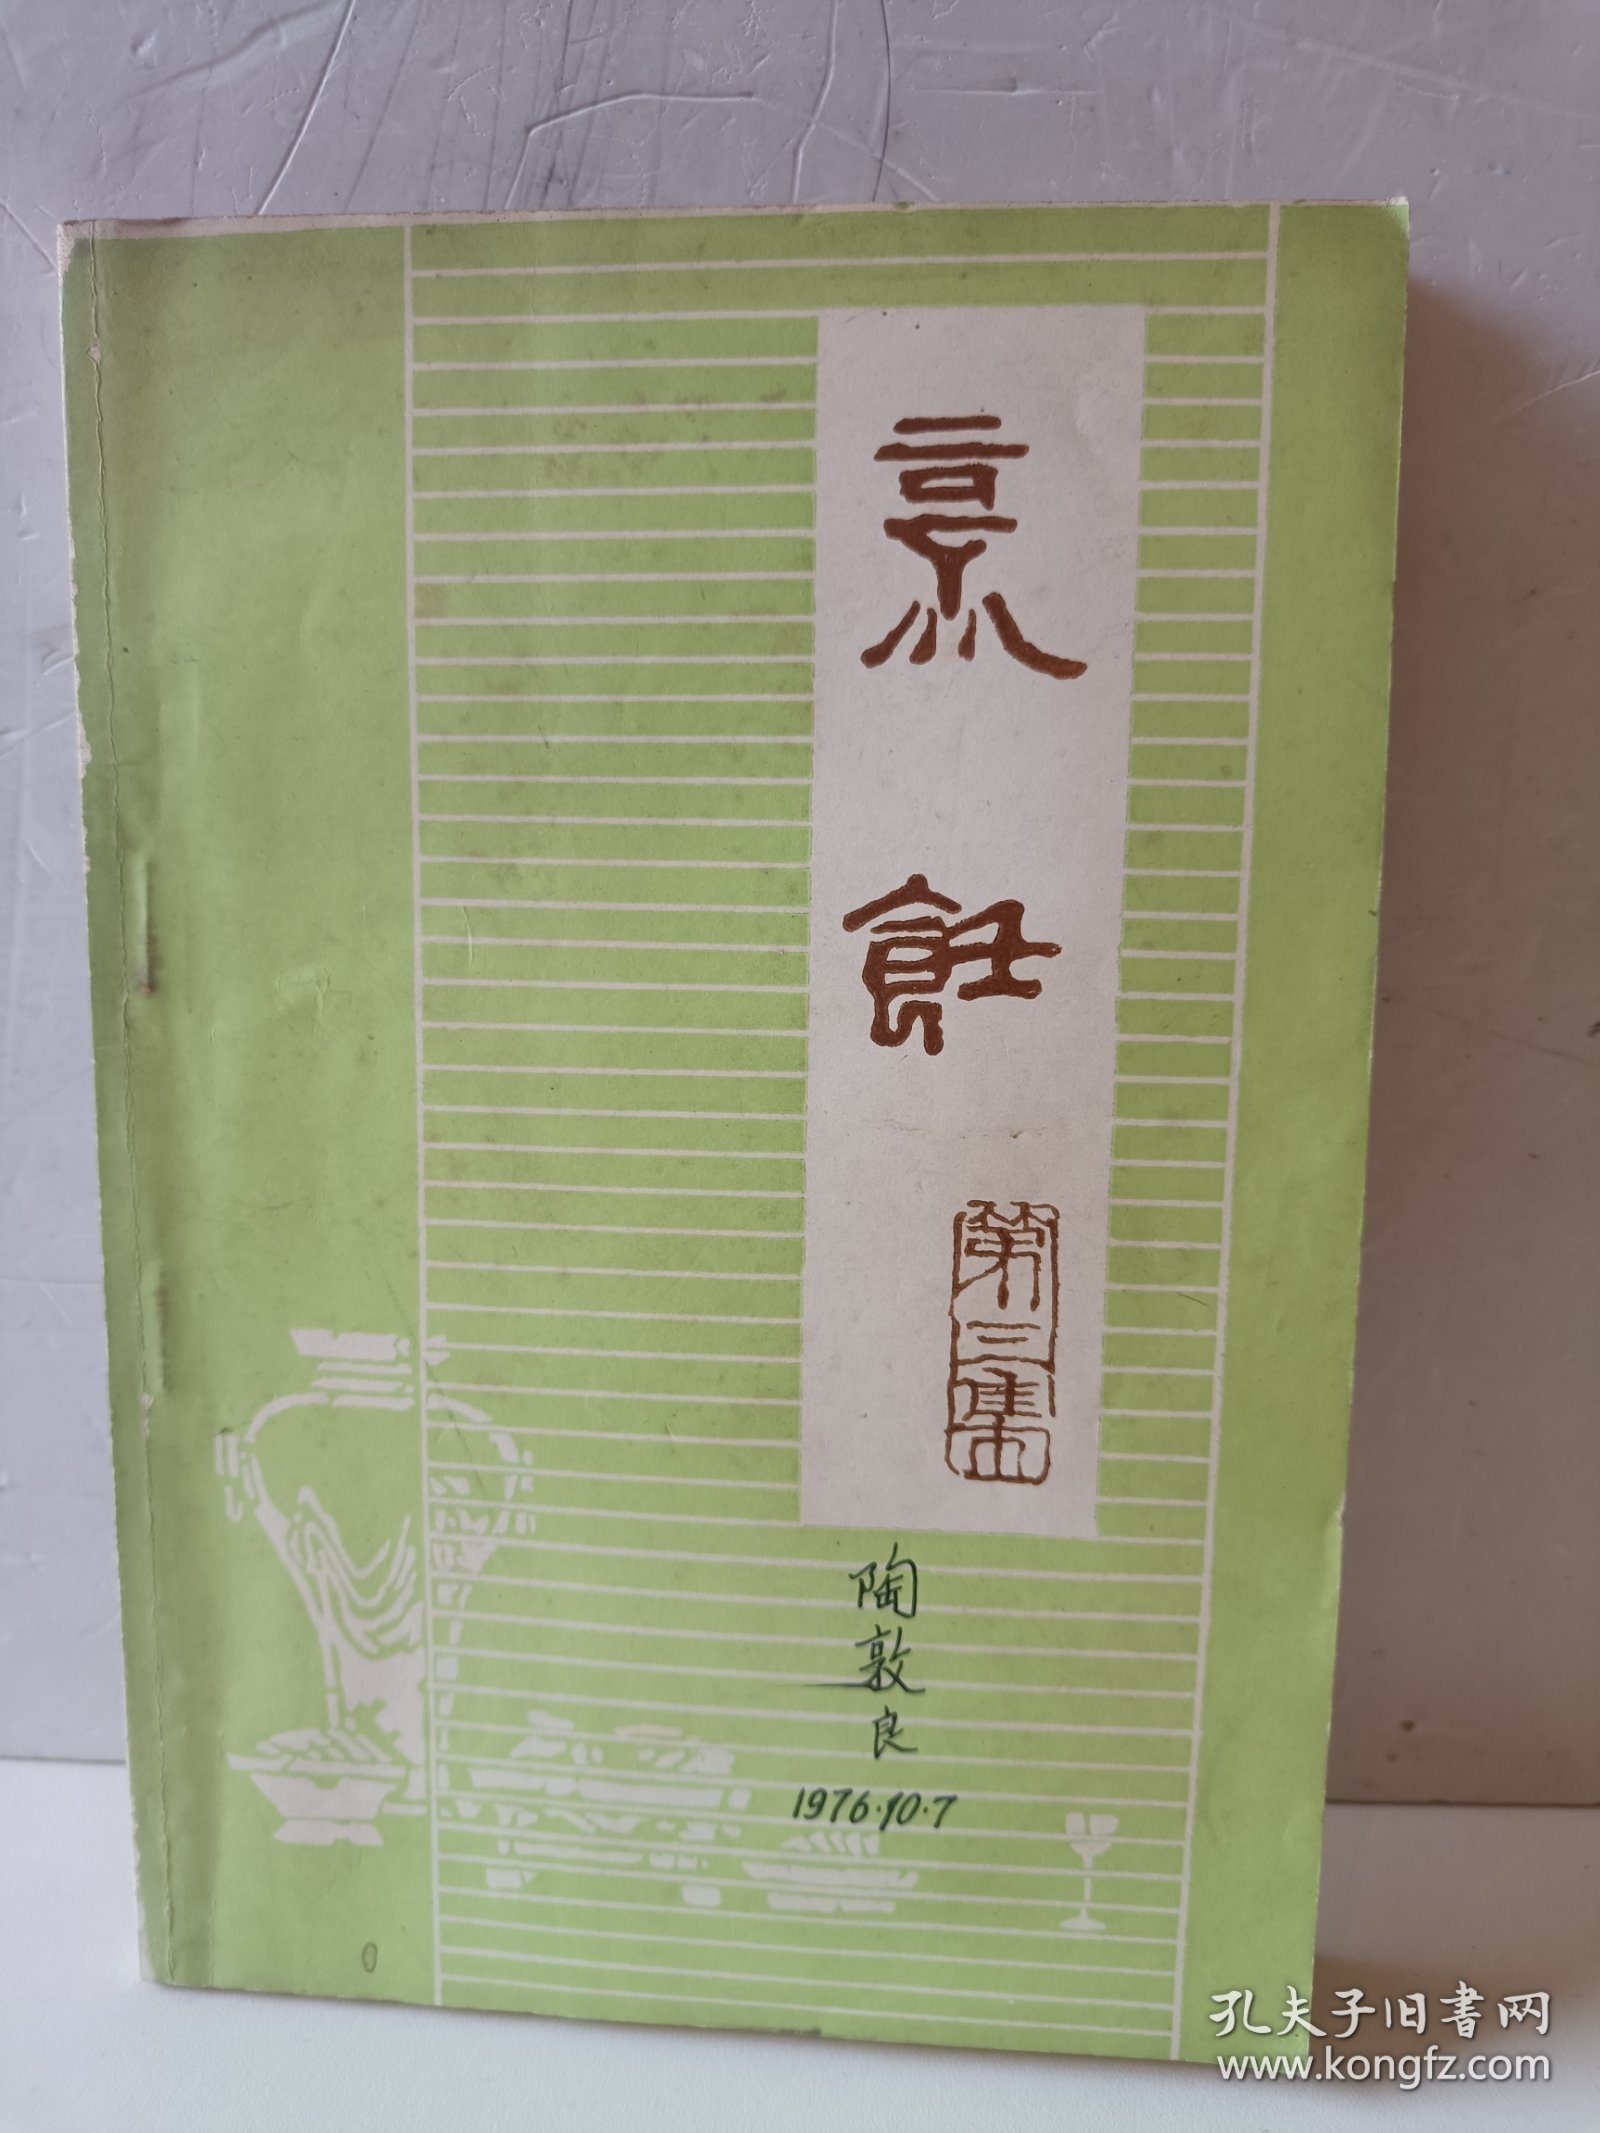 烹飪
第三集
陶敦良
1976.10.7
孔夫子旧書网
www.kongfz.com